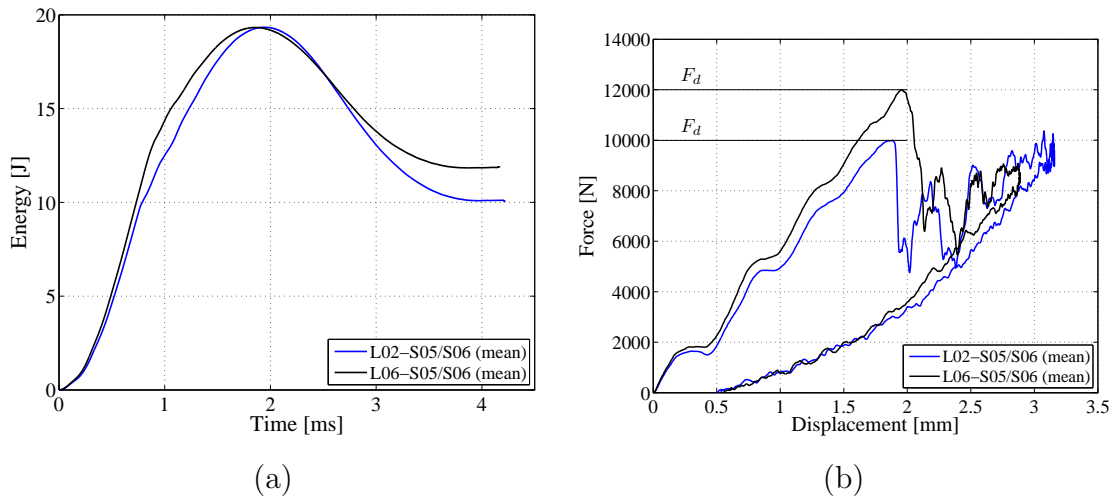 20
15
10
5
0
0
1
2
3
4
Energy [J]
Time [ms]
L02−S05/S06 (mean)
L06−S05/S06 (mean)
(a)
14000
12000
10000
8000
6000
4000
2000
0
0
0.5
1
1.5
2
2.5
3
3.5
Force [N]
Displacement [mm]
F_d
F_d
L02−S05/S06 (mean)
L06−S05/S06 (mean)
(b)